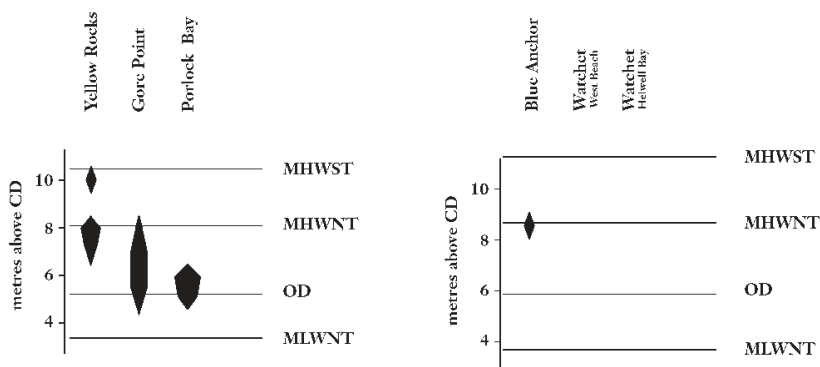 Yellow Rocks
Gore Point
Porlock Bay
metres above CD
10
8
6
4
MHWST
MHWNT
OD
MLWNT
Blue Anchor
Watchet
West Beach
Watchet
Helwell Bay
metres above CD
10
8
6
4
MHWST
MHWNT
OD
MLWNT